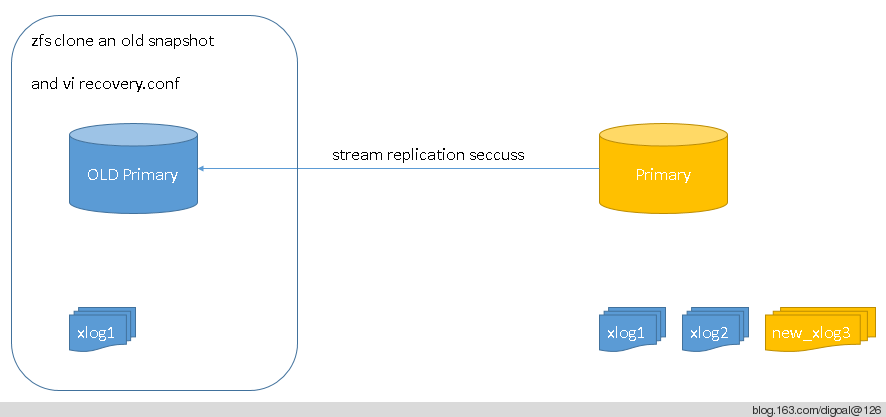 zfs clone an old snapshot
and vi recovery.conf
OLD Primary
stream replication seccuss
Primary
xlog1
xlog1
xlog2
new_xlog3
blog.163.com/digoal@126